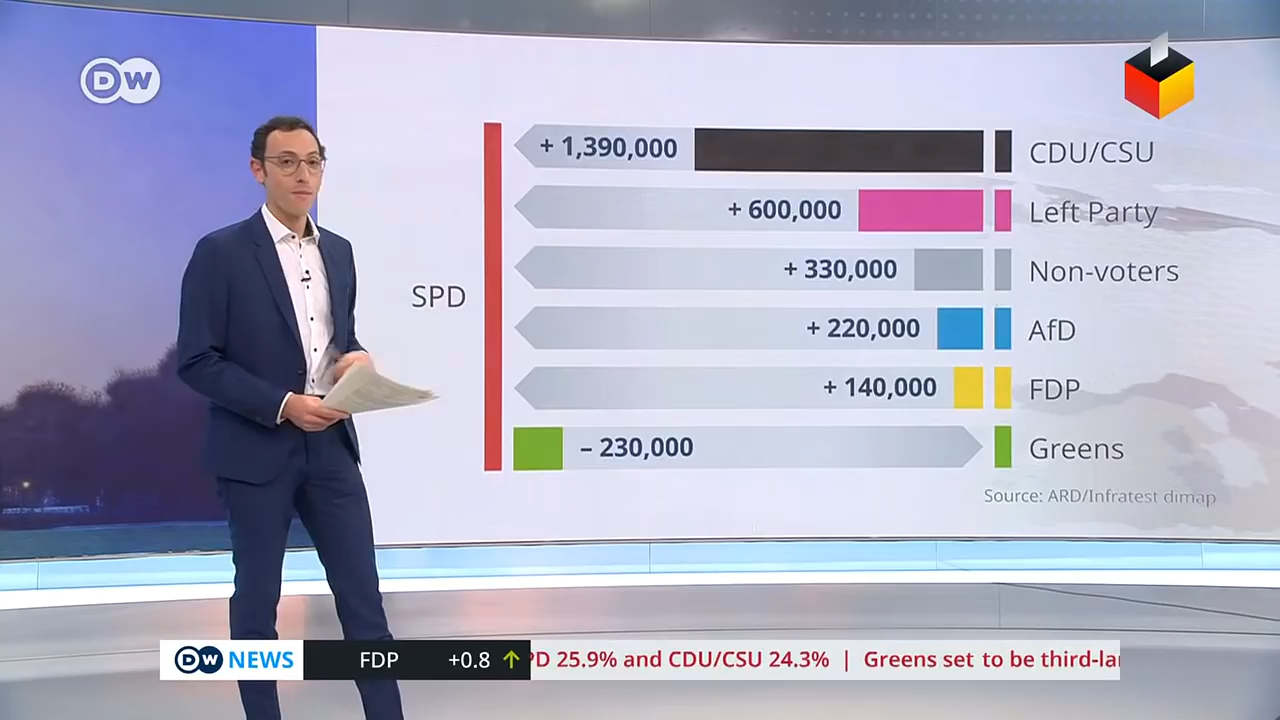 DW
+ 1,390,000 CDU/CSU
+ 600,000 Left Party
+ 330,000 Non-voters
SPD
+ 220,000 AfD
+ 140,000 FDP
– 230,000 Greens
Source: ARD/Infratest dimap
DW NEWS FDP +0.8 PD 25.9% and CDU/CSU 24.3% | Greens set to be third-lar